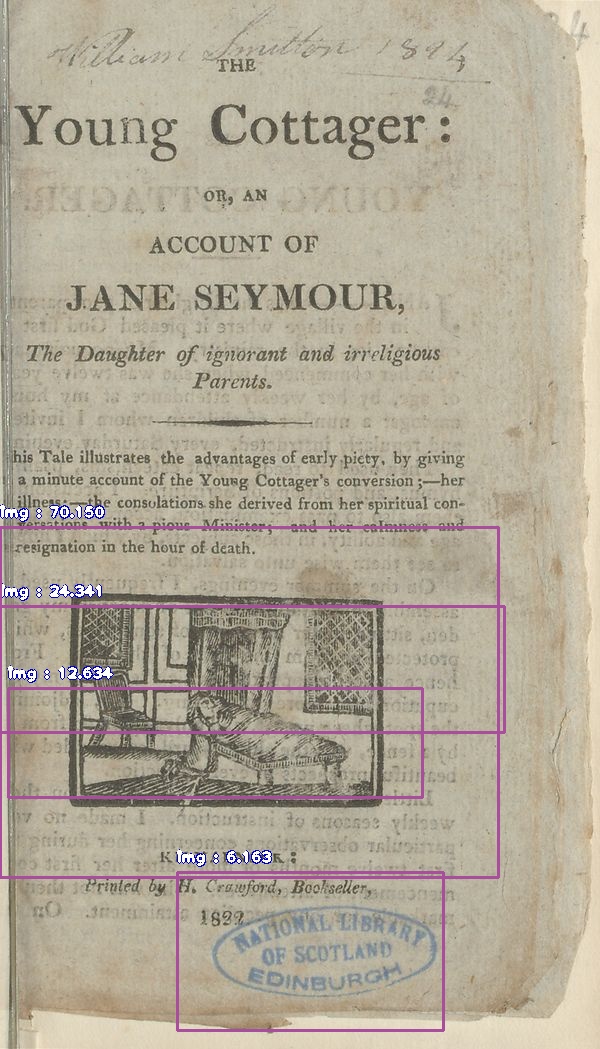 William Smitton 1824
24
THE
Young Cottager:
OR, AN
ACCOUNT OF
JANE SEYMOUR,
The Daughter of ignorant and irreligious
Parents.
his Tale illustrates the advantages of early piety, by giving
a minute account of the Young Cottager's conversion;—her
illness;—the consolations she derived from her spiritual con-
versations with a pious Minister; and her calmness and
resignation in the hour of death.
img : 70.150
img : 24.341
img : 12.634
img : 6.163
Printed by H. Crawford, Bookseller,
1822
NATIONAL LIBRARY
OF SCOTLAND
EDINBURGH